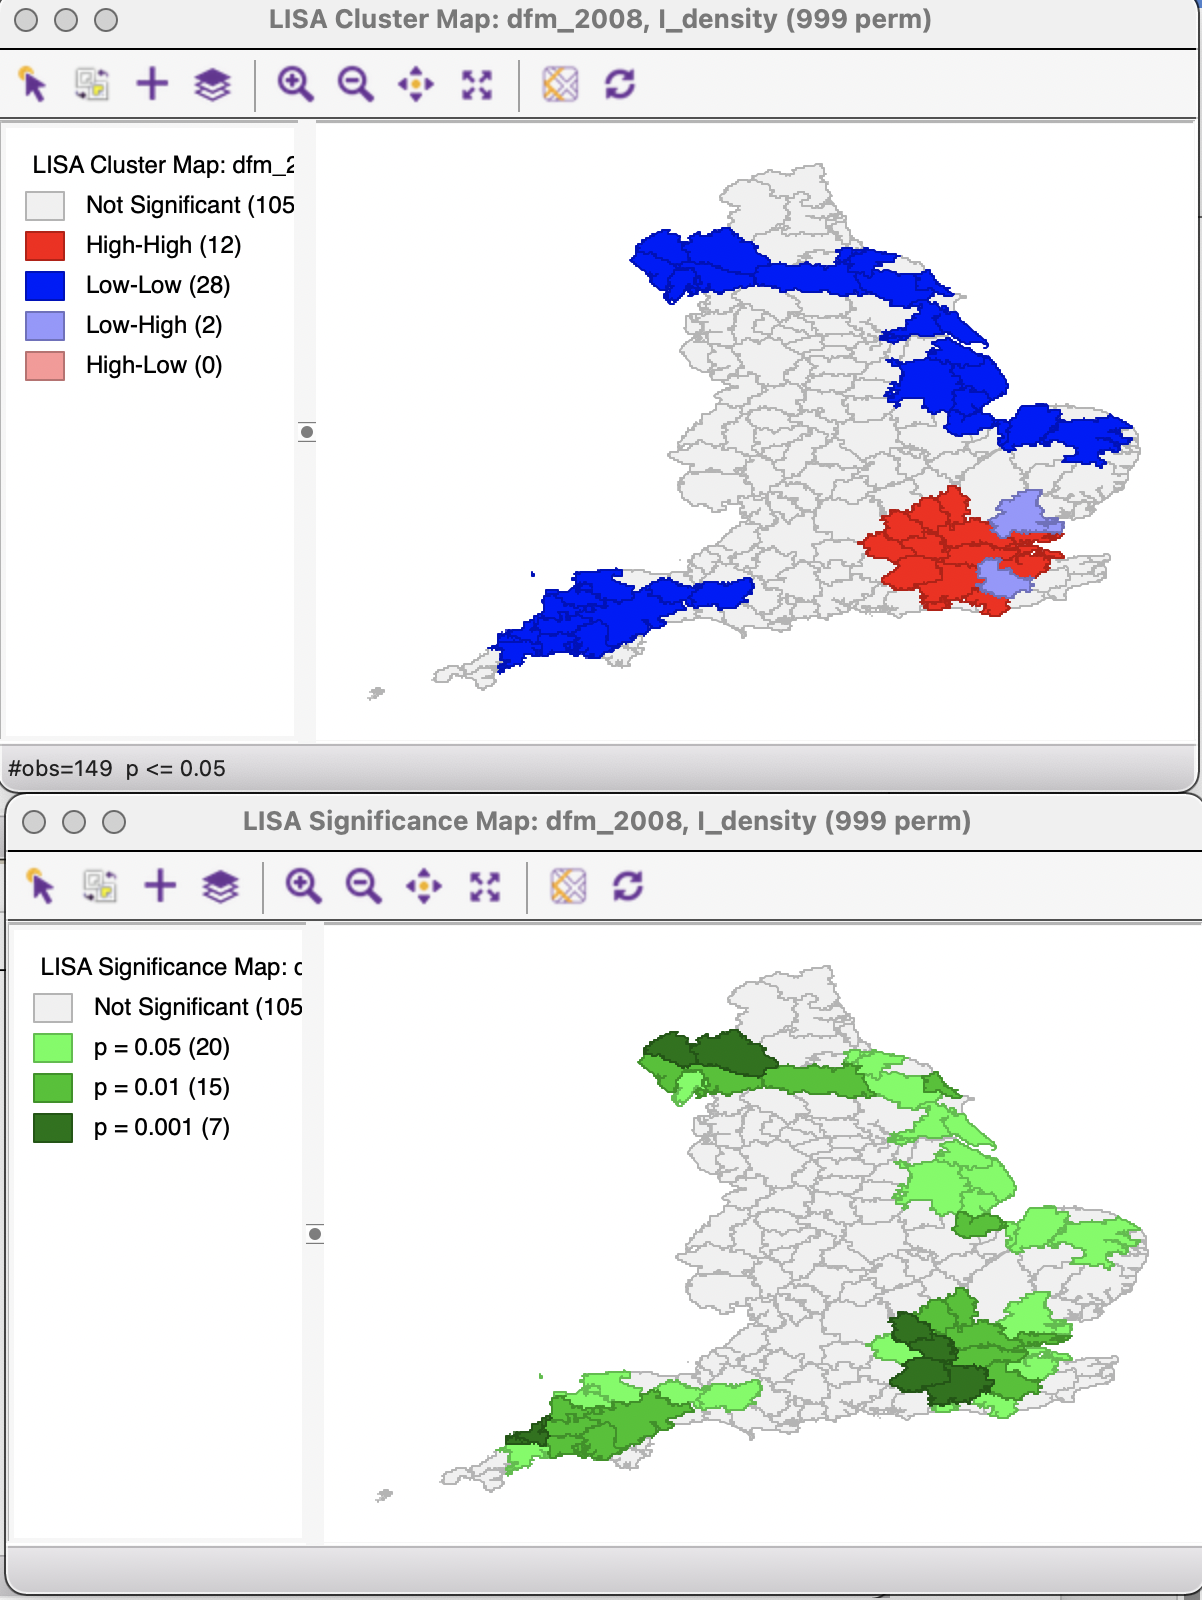 LISA Cluster Map: dfm_2008, I_density (999 perm)
LISA Cluster Map: dfm_2
Not Significant (105
High-High (12)
Low-Low (28)
Low-High (2)
High-Low (0)
#obs=149 p <= 0.05
LISA Significance Map: dfm_2008, I_density (999 perm)
LISA Significance Map: d
Not Significant (105
p = 0.05 (20)
p = 0.01 (15)
p = 0.001 (7)